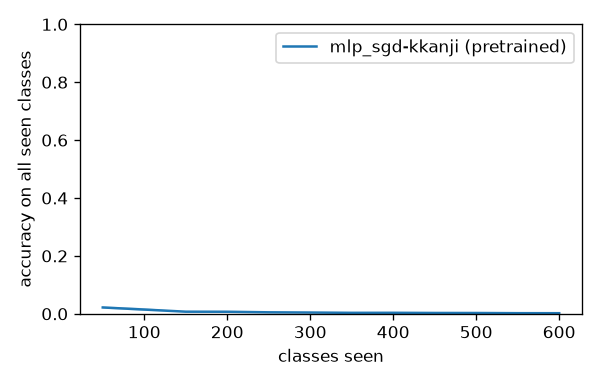 mlp_sgd-kkanji (pretrained)
accuracy on all seen classes
1.0
0.8
0.6
0.4
0.2
0.0
100 200 300 400 500 600
classes seen